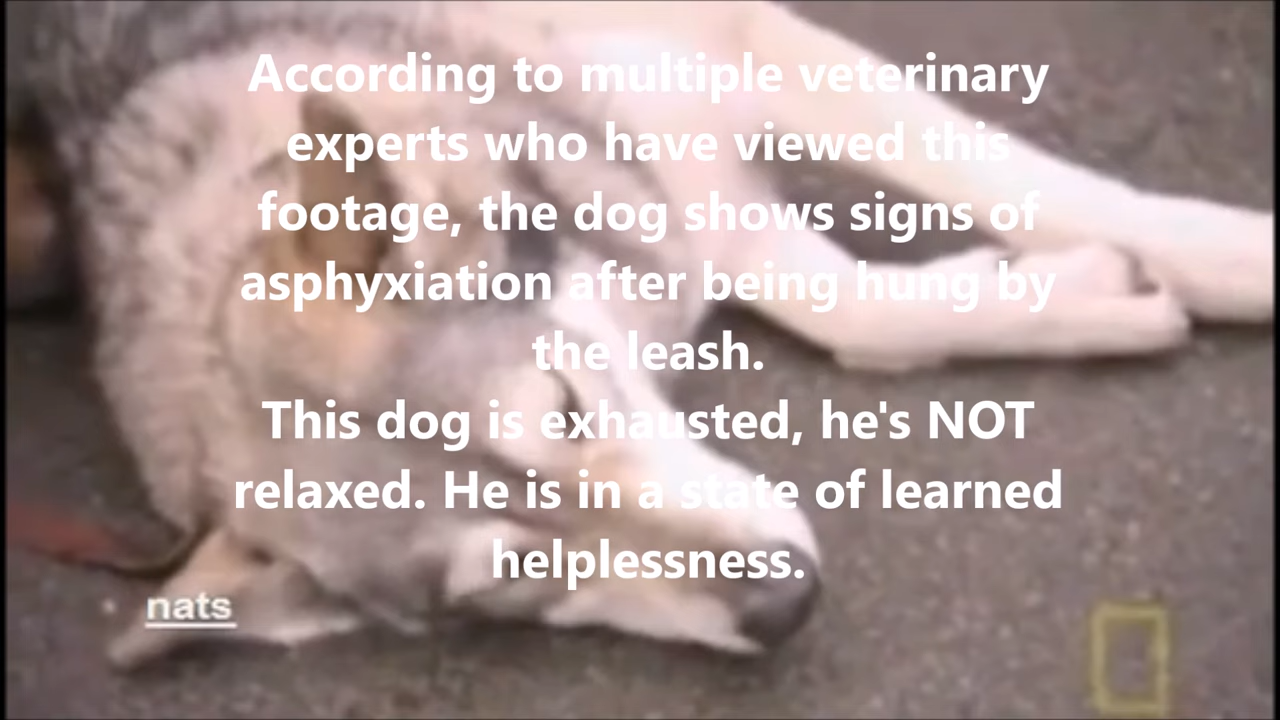 According to multiple veterinary
experts who have viewed this
footage, the dog shows signs of
asphyxiation after being hung by
the leash.
This dog is exhausted, he's NOT
relaxed. He is in a state of learned
helplessness.
nats